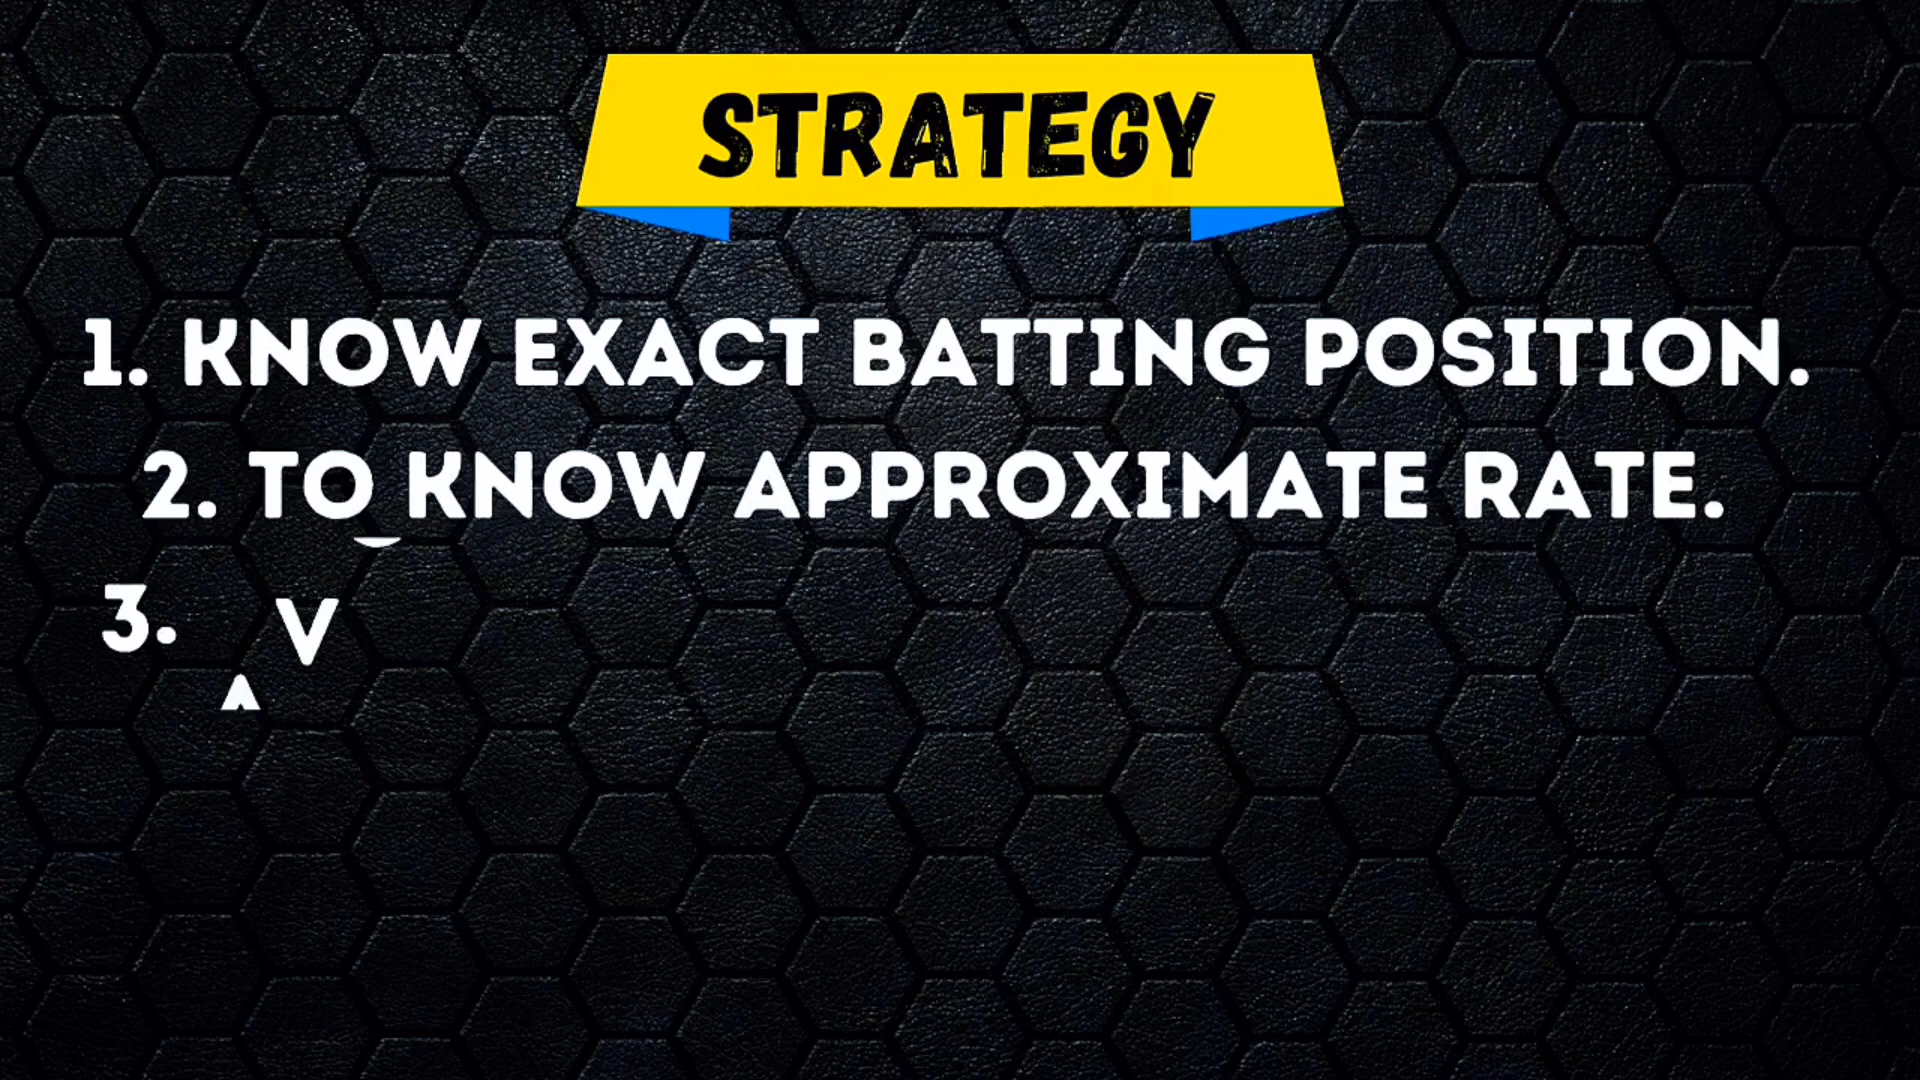 STRATEGY
1. KNOW EXACT BATTING POSITION.
2. TO KNOW APPROXIMATE RATE.
3.